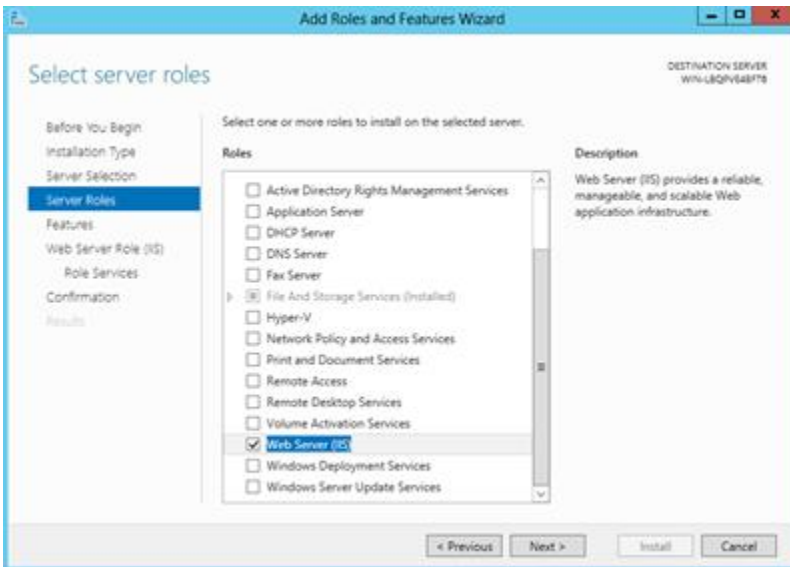 Add Roles and Features Wizard
Select server roles
DESTINATION SERVER
Before You Begin
Installation Type
Server Selection
Server Roles
Features
Web Server Role (IIS)
Role Services
Confirmation
Results
Select one or more roles to install on the selected server.
Roles
Active Directory Rights Management Services
Application Server
DHCP Server
DNS Server
Fax Server
File And Storage Services (Installed)
Hyper-V
Network Policy and Access Services
Print and Document Services
Remote Access
Remote Desktop Services
Volume Activation Services
Web Server (IIS)
Windows Deployment Services
Windows Server Update Services
Description
Web Server (IIS) provides a reliable,
manageable, and scalable Web
application infrastructure.
< Previous
Next >
Install
Cancel